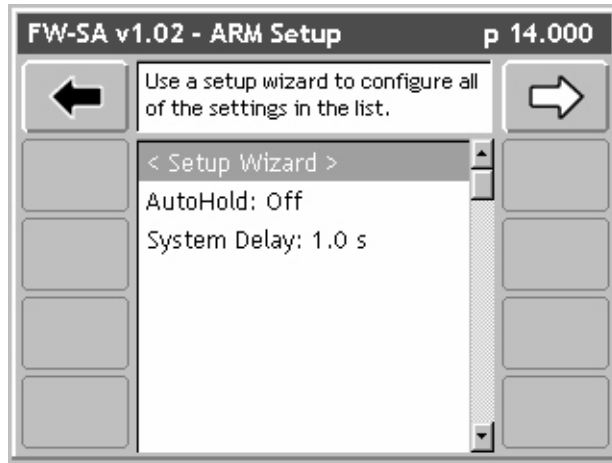 FW-SA v1.02 - ARM Setup p 14.000
Use a setup wizard to configure all
of the settings in the list.
< Setup Wizard >
AutoHold: Off
System Delay: 1.0 s